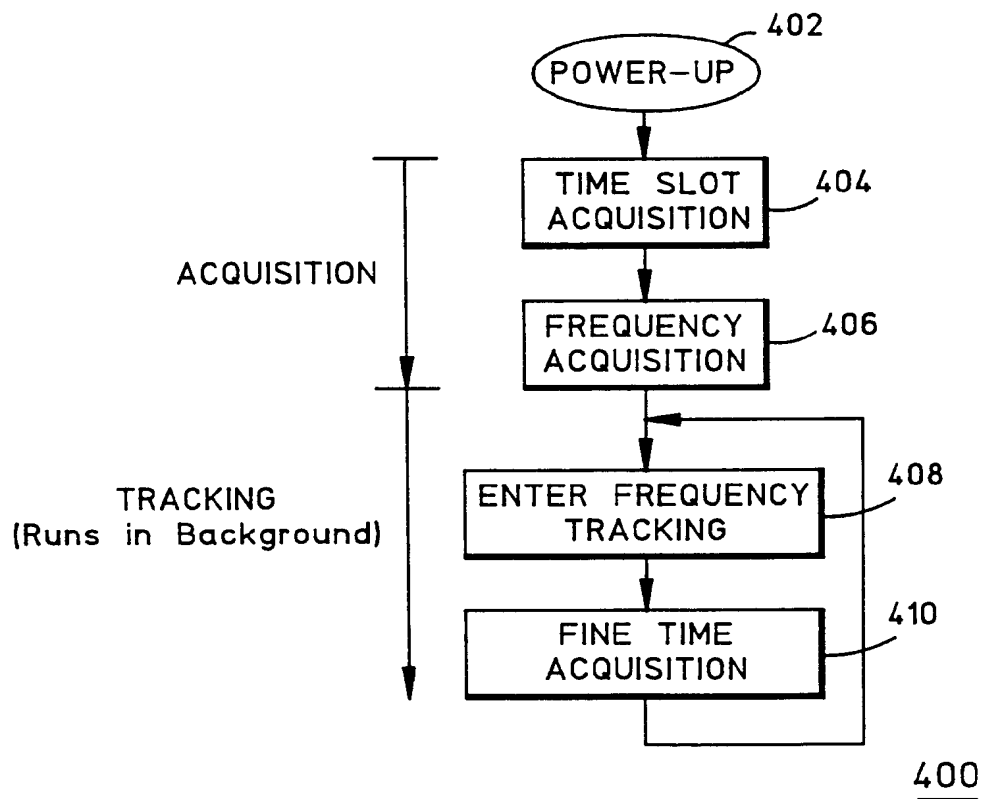 402
POWER-UP
TIME SLOT
ACQUISITION
404
ACQUISITION
FREQUENCY
ACQUISITION
406
TRACKING
(Runs in Background)
ENTER FREQUENCY
TRACKING
408
FINE TIME
ACQUISITION
410
400